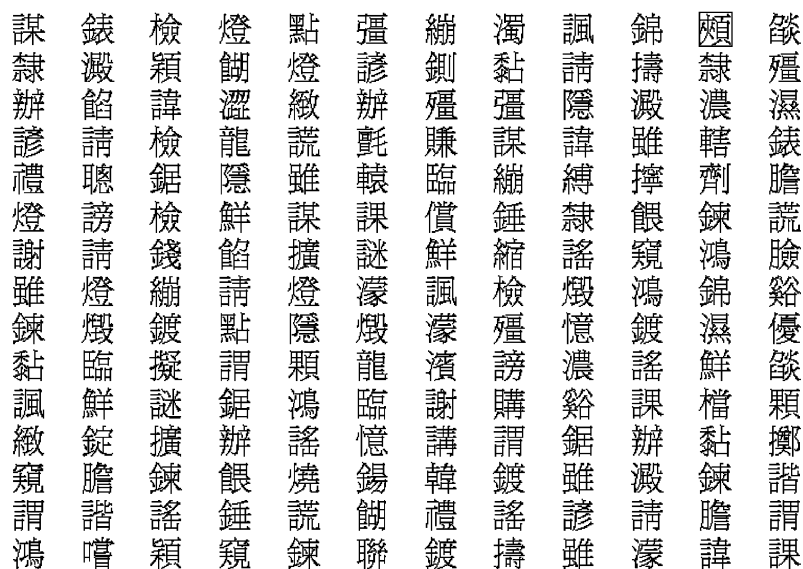 謀 錶 檢 燈 點 彊 繃 濁 諷 錦 㼎 燄
隸 澱 穎 餬 燈 諺 鍘 黏 請 擣 隸 殭
辦 餡 諱 澀 緻 辦 殭 彊 隱 澱 濃 濕
諺 請 檢 龍 謊 氈 賺 謀 諱 雖 轄 錶
禮 聰 鋸 隱 雖 轅 臨 繃 縛 擰 劑 膽
燈 謗 檢 鮮 謀 課 償 錘 隸 餵 鍊 謊
謝 請 錢 餡 擴 謎 鮮 縮 謠 窺 鴻 臉
雖 燈 繃 請 燈 濛 諷 檢 燬 鴻 錦 谿
鍊 燬 鍍 點 隱 燬 濛 殭 憶 鍍 濕 優
黏 臨 擬 謂 顆 龍 濱 謗 濃 謠 鮮 燄
諷 鮮 謎 鋸 鴻 臨 謝 購 谿 課 檔 顆
緻 錠 擴 辦 謠 憶 講 謂 鋸 辦 黏 擲
窺 膽 鍊 餵 燒 鍚 韓 鍍 雖 澱 鍊 諧
謂 諧 謠 錘 謊 餬 禮 謠 諺 請 膽 謂
鴻 嚐 穎 窺 鍊 聯 鍍 擣 雖 濛 諱 課